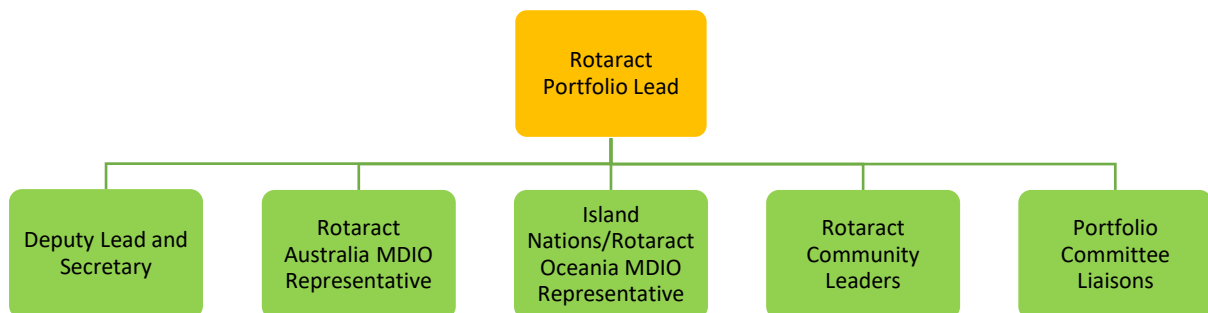 Rotaract
Portfolio Lead
Deputy Lead and
Secretary
Rotaract
Australia MDIO
Representative
Island
Nations/Rotaract
Oceania MDIO
Representative
Rotaract
Community
Leaders
Portfolio
Committee
Liaisons